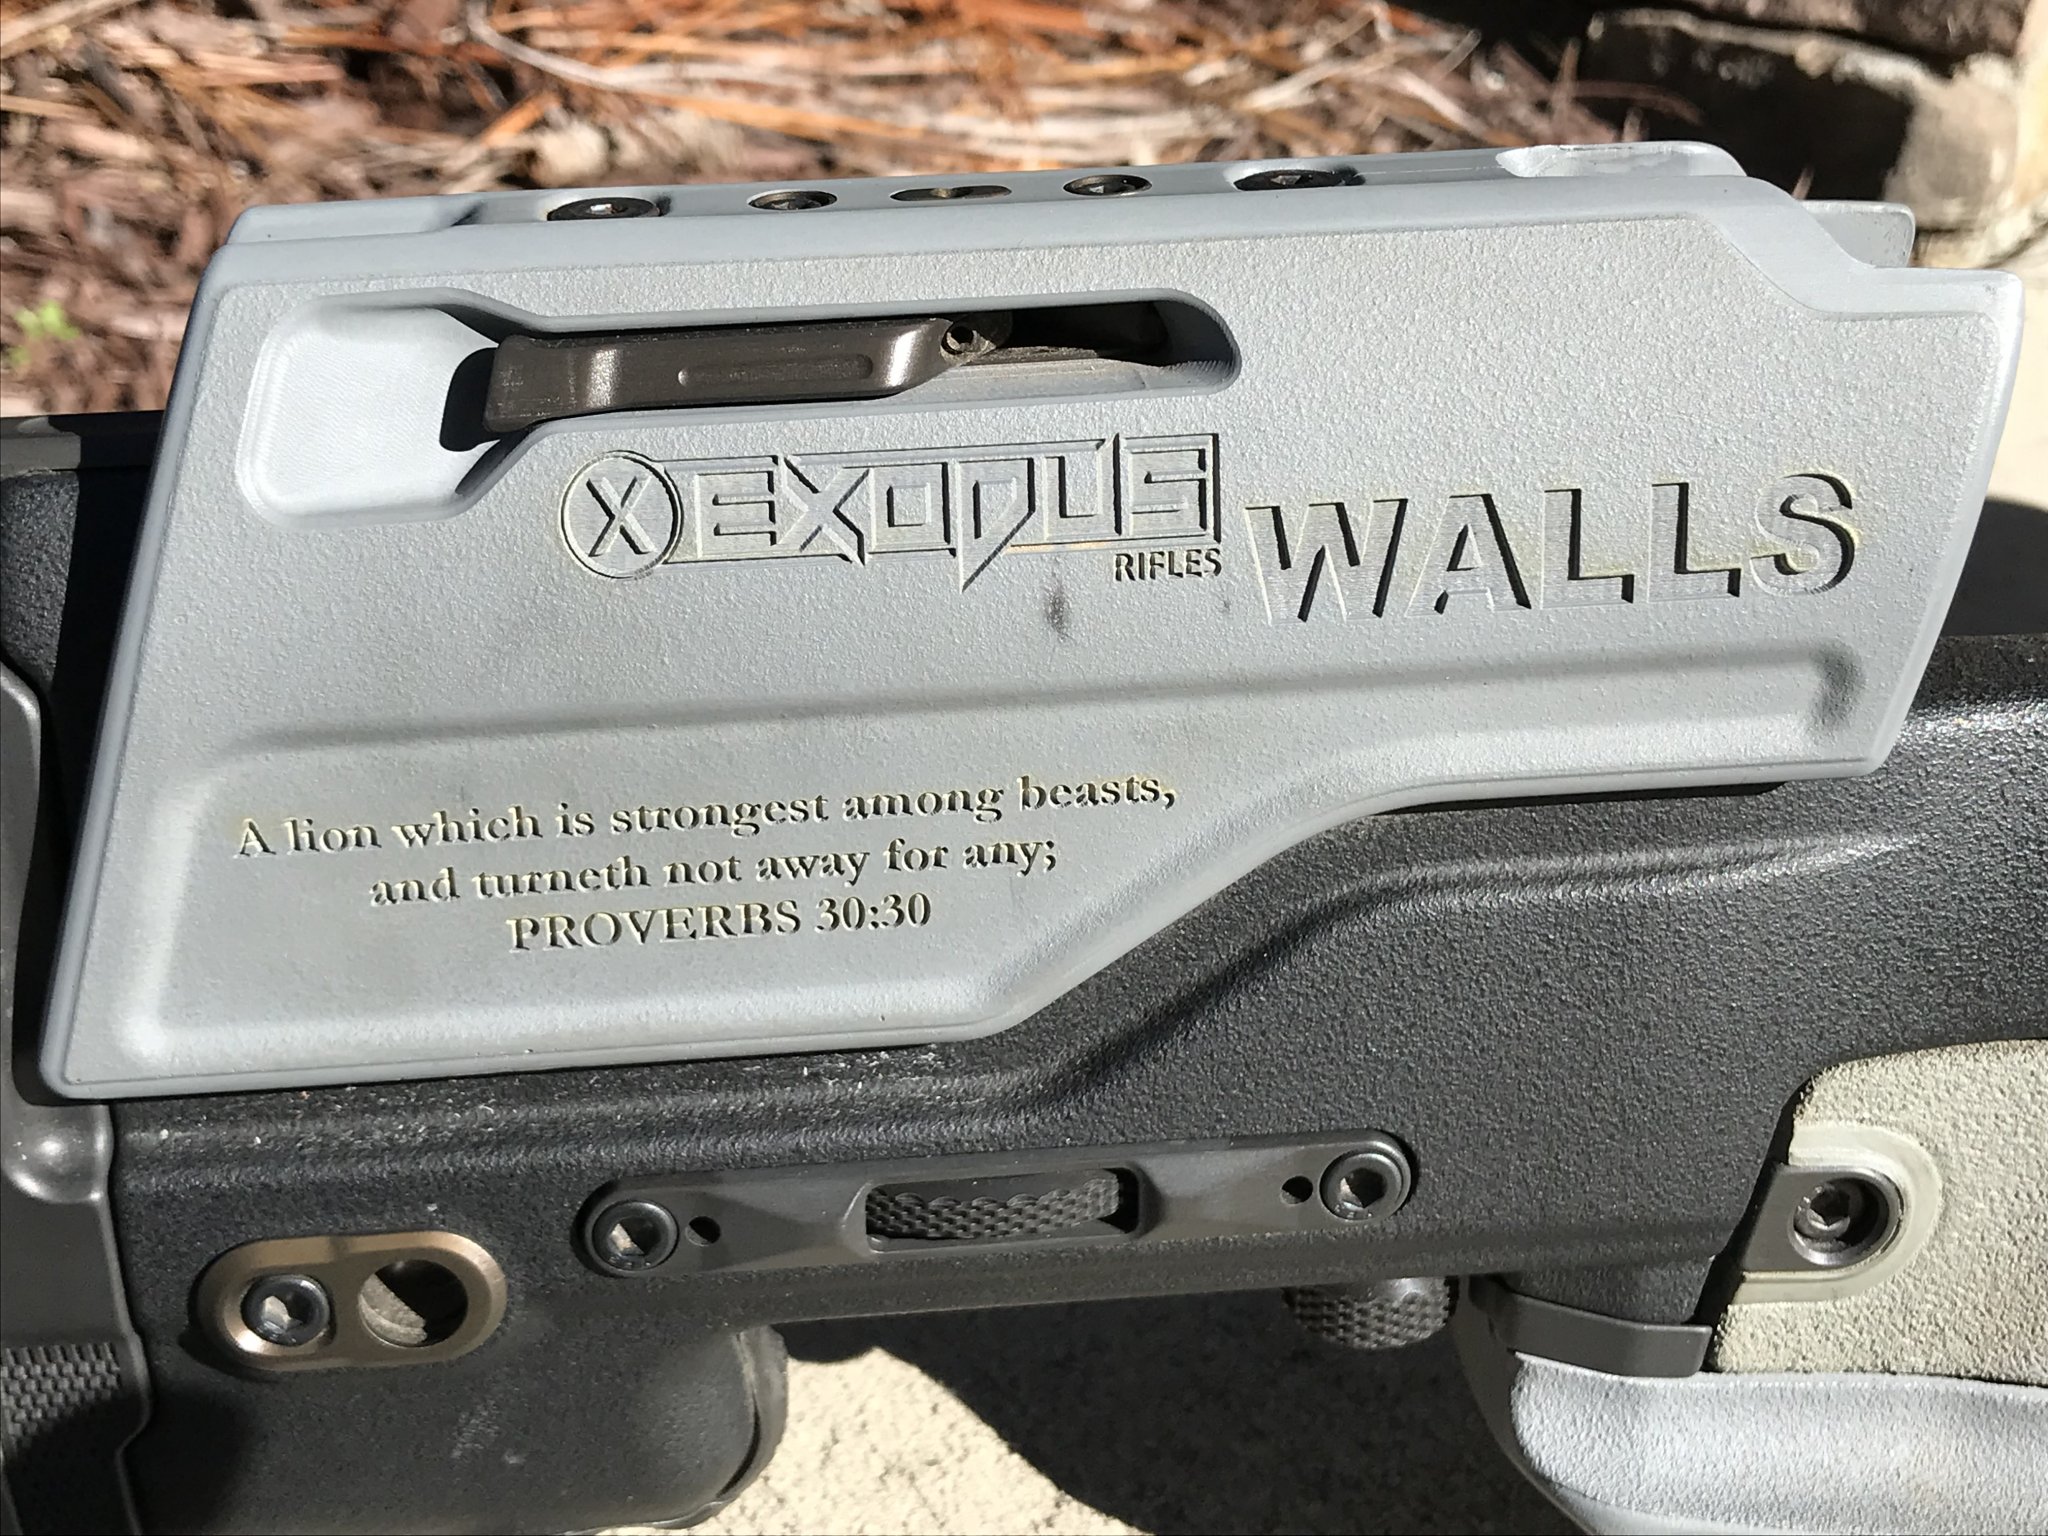 X EXODUS
RIFLES
WALLS
A lion which is strongest among beasts,
and turneth not away for any;
PROVERBS 30:30